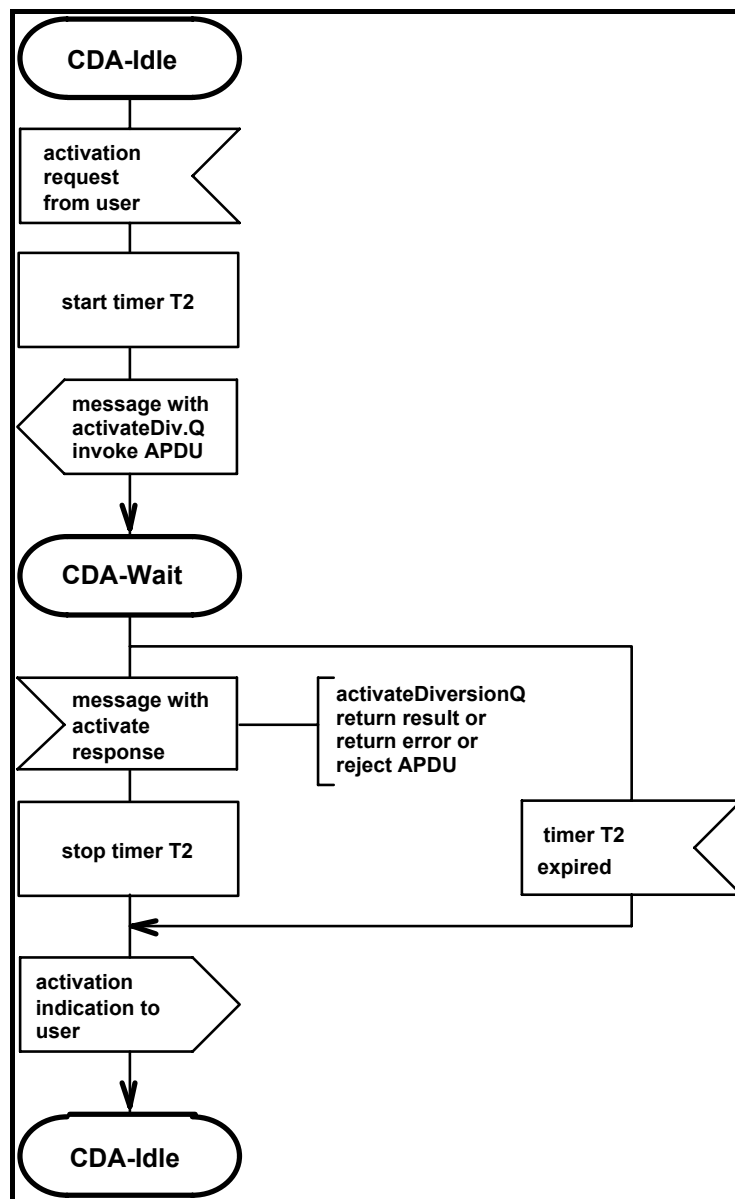 CDA-Idle
activation
request
from user
start timer T2
message with
activateDiv.Q
invoke APDU
CDA-Wait
message with
activate
response
activateDiversionQ
return result or
return error or
reject APDU
stop timer T2
timer T2
expired
activation
indication to
user
CDA-Idle